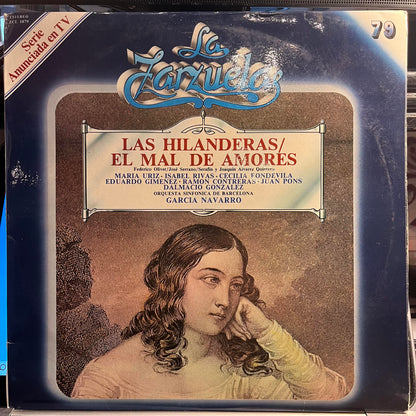 ESTEREO
Serie
Anunciada en TV
79
La
Zarzuela
LAS HILANDERAS/
EL MAL DE AMORES
Federico Oliver/José Serrano/Serafín y Joaquín Alvarez Quintero
MARIA URIZ · ISABEL RIVAS · CECILIA FONDEVILA
EDUARDO GIMENEZ · RAMON CONTRERAS · JUAN PONS
DALMACIO GONZALEZ
ORQUESTA SINFONICA DE BARCELONA
GARCIA NAVARRO